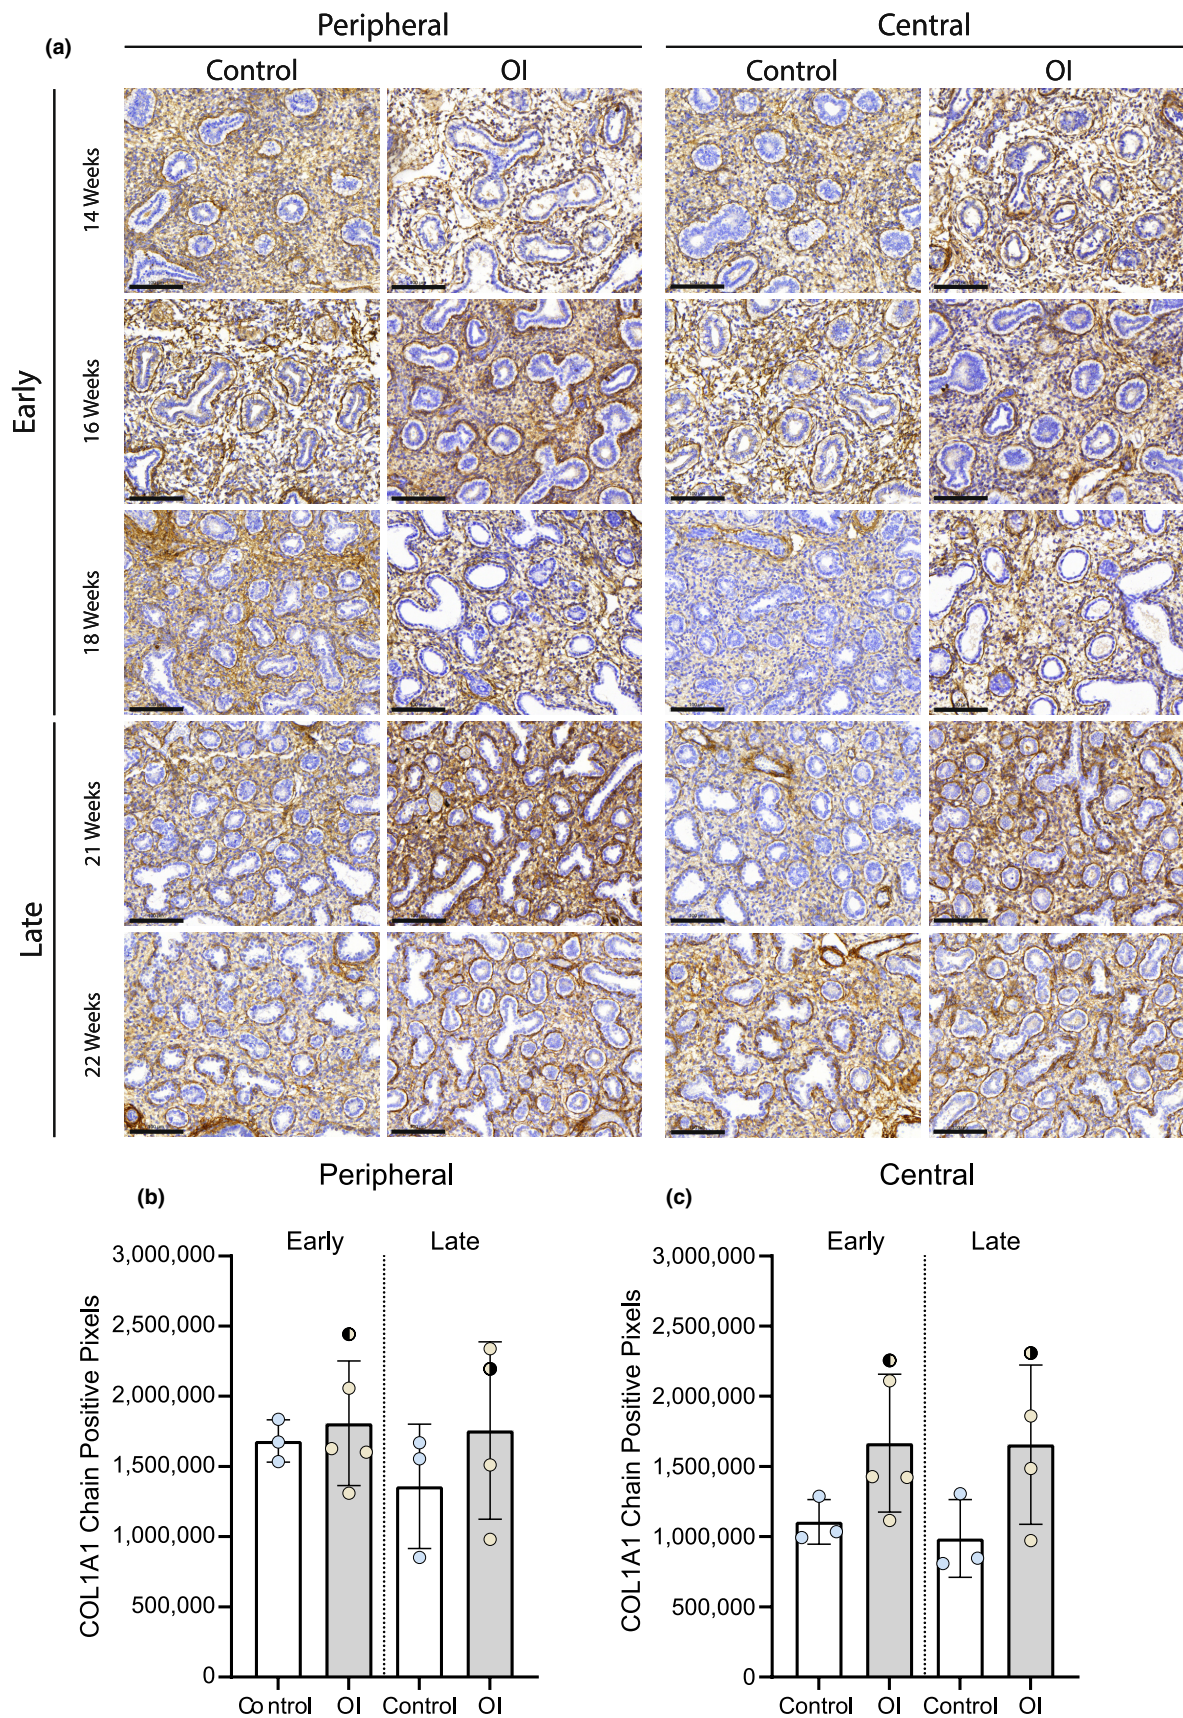 Peripheral Central
(a)
Control OI Control OI
Early
14 Weeks
16 Weeks
18 Weeks
Late
21 Weeks
22 Weeks
Peripheral Central
(b) (c)
Early Late Early Late
COL1A1 Chain Positive Pixels
3,000,000
2,500,000
2,000,000
1,500,000
1,000,000
500,000
0
Control OI Control OI
COL1A1 Chain Positive Pixels
3,000,000
2,500,000
2,000,000
1,500,000
1,000,000
500,000
0
Control OI Control OI